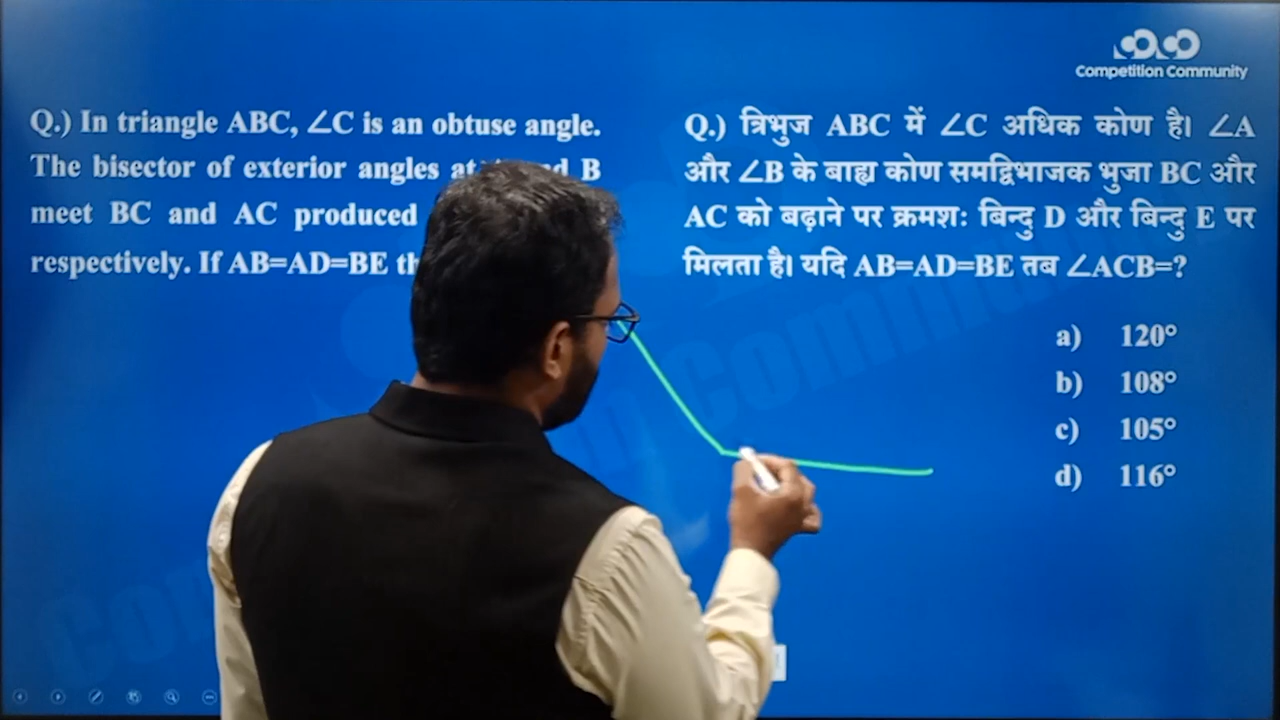 Competition Community
Q.) In triangle ABC, ∠C is an obtuse angle.
The bisector of exterior angles at B
meet BC and AC produced
respectively. If AB=AD=BE
Q.) त्रिभुज ABC में ∠C अधिक कोण है। ∠A
और ∠B के बाह्य कोण समद्विभाजक भुजा BC और
AC को बढ़ाने पर क्रमशः बिन्दु D और बिन्दु E पर
मिलता है। यदि AB=AD=BE तब ∠ACB=?
a) 120°
b) 108°
c) 105°
d) 116°